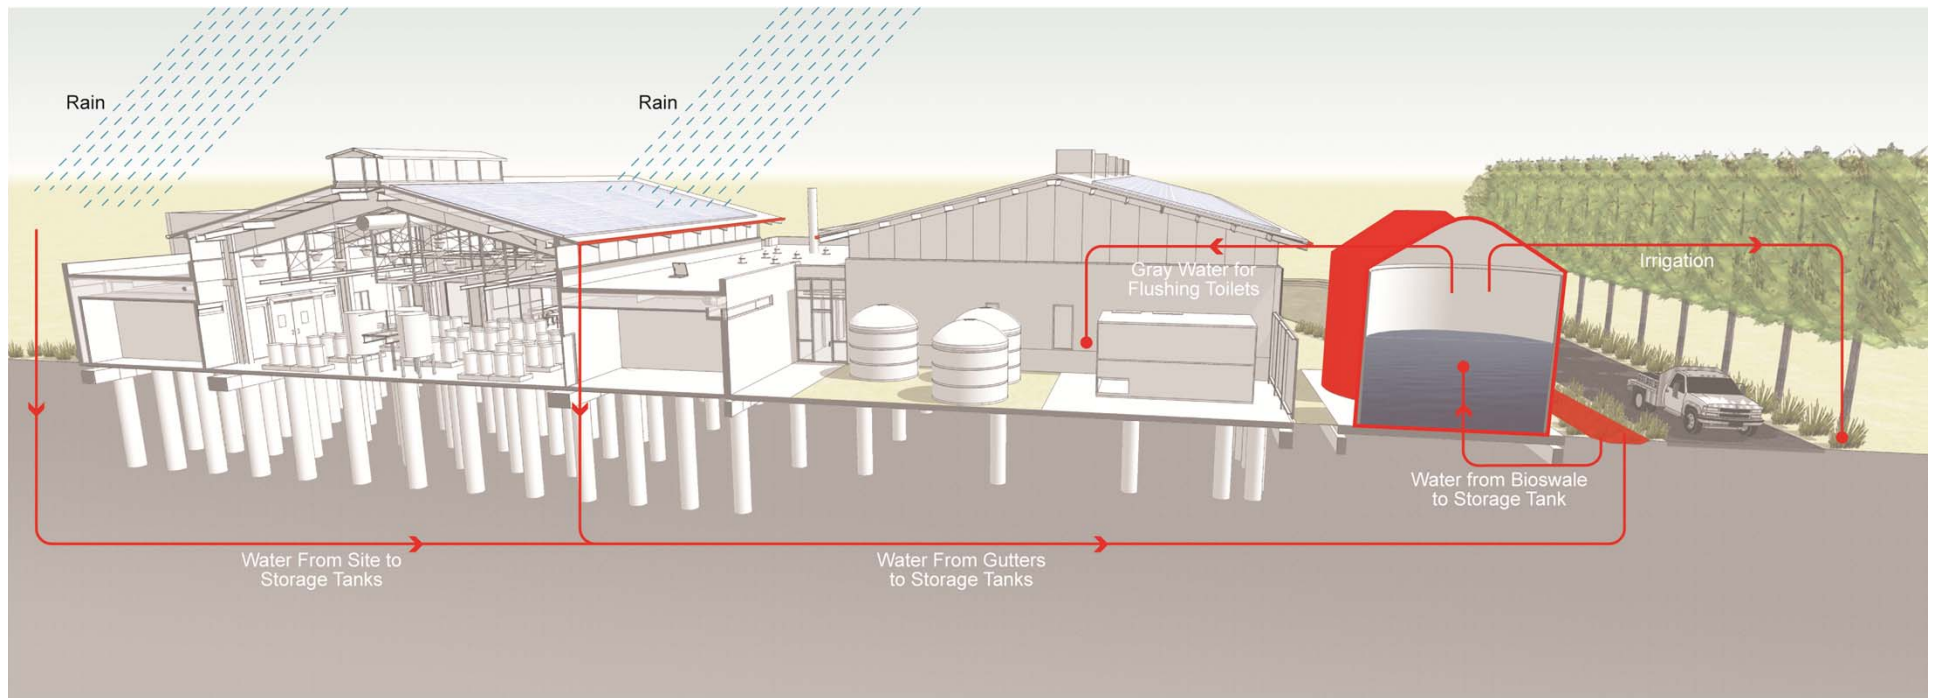 Rain
Rain
Gray Water for
Flushing Toilets
Irrigation
Water from Bioswale
to Storage Tank
Water From Site to
Storage Tanks
Water From Gutters
to Storage Tanks